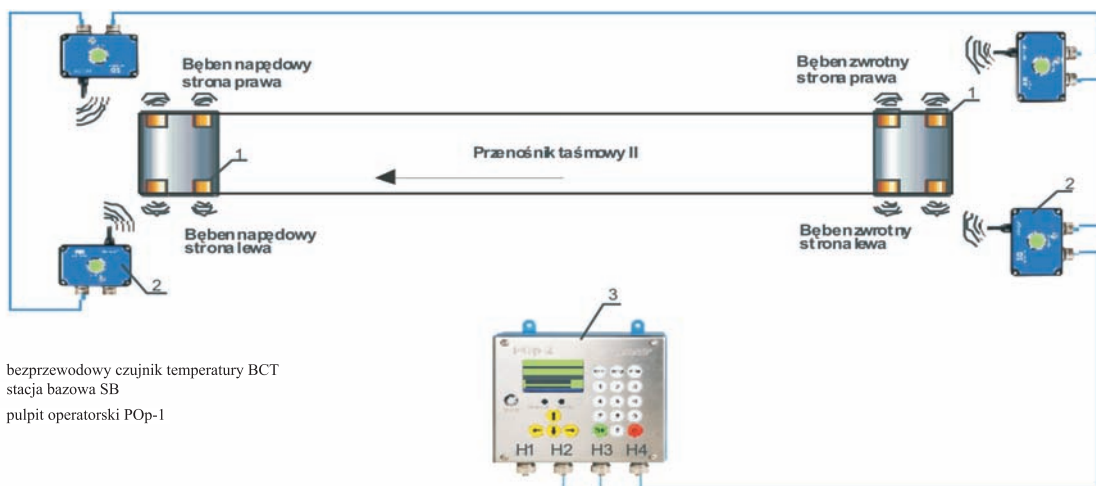 Bęben napędowy
strona prawa
Bęben zwrotny
strona prawa
1
Przenośnik taśmowy II
1
2
Bęben napędowy
strona lewa
Bęben zwrotny
strona lewa
2
3
bezprzewodowy czujnik temperatury BCT
stacja bazowa SB
pulpit operatorski POp-1
H1 H2 H3 H4